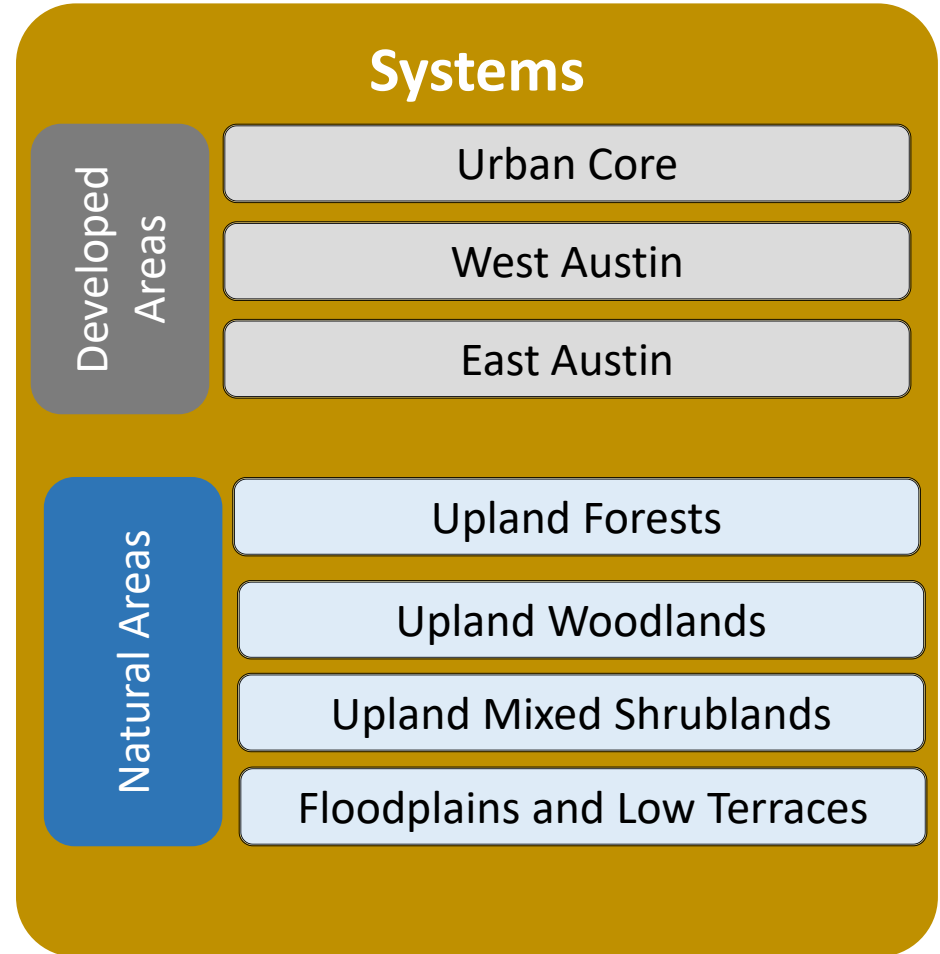 Systems
Developed
Areas
Urban Core
West Austin
East Austin
Natural Areas
Upland Forests
Upland Woodlands
Upland Mixed Shrublands
Floodplains and Low Terraces